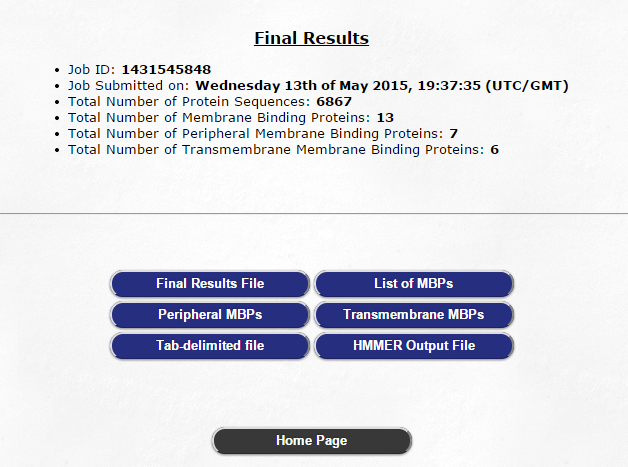 Final Results
• Job ID: 1431545848
• Job Submitted on: Wednesday 13th of May 2015, 19:37:35 (UTC/GMT)
• Total Number of Protein Sequences: 6867
• Total Number of Membrane Binding Proteins: 13
• Total Number of Peripheral Membrane Binding Proteins: 7
• Total Number of Transmembrane Membrane Binding Proteins: 6
Final Results File List of MBPs
Peripheral MBPs Transmembrane MBPs
Tab-delimited file HMMER Output File
Home Page